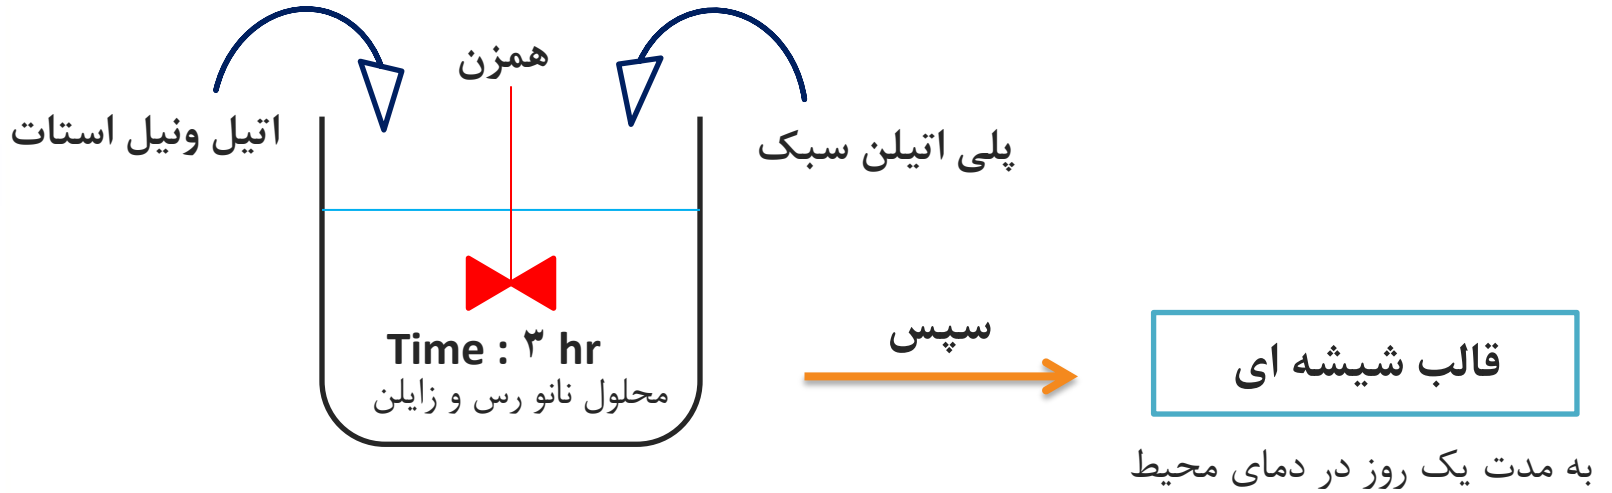 همزن
پلی اتیلن سبک
اتیل ونیل استات
Time : ۳ hr
محلول نانو رس و زایلن
سپس
قالب شیشه ای
به مدت یک روز در دمای محیط